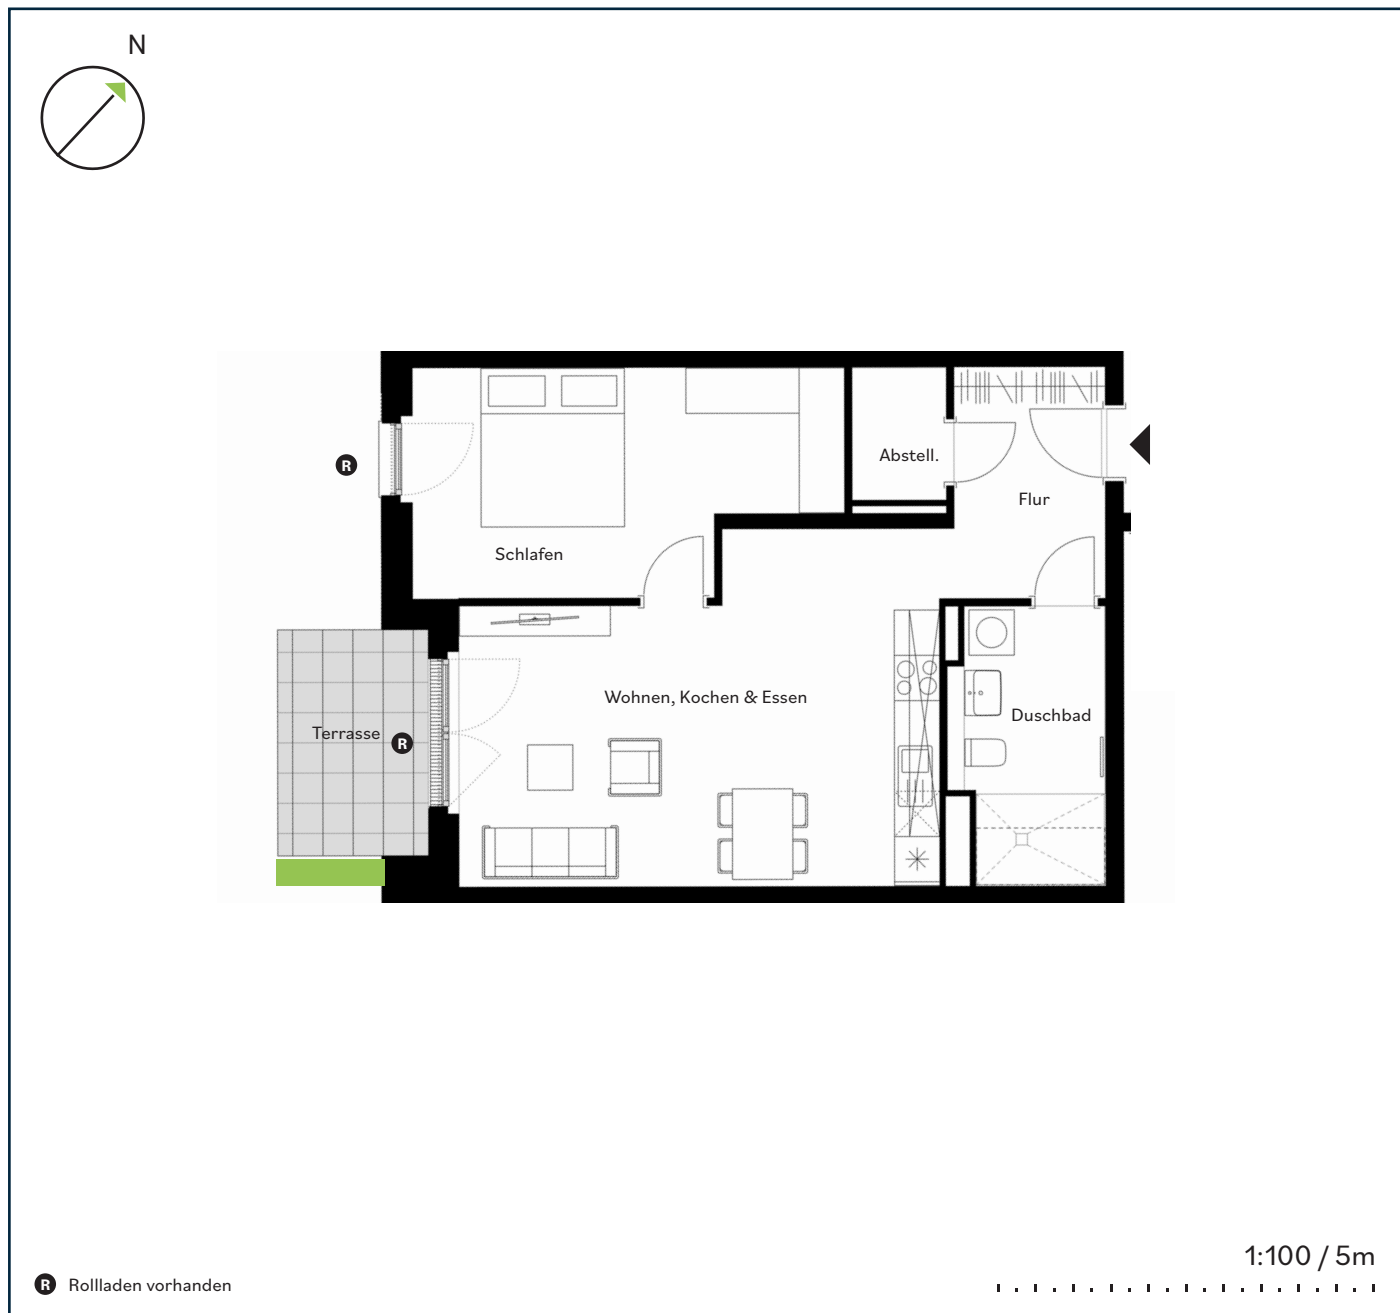 N
Abstell.
R
Flur
Schlafen
Wohnen, Kochen & Essen
Duschbad
Terrasse
R
1:100 / 5m
R Rollladen vorhanden